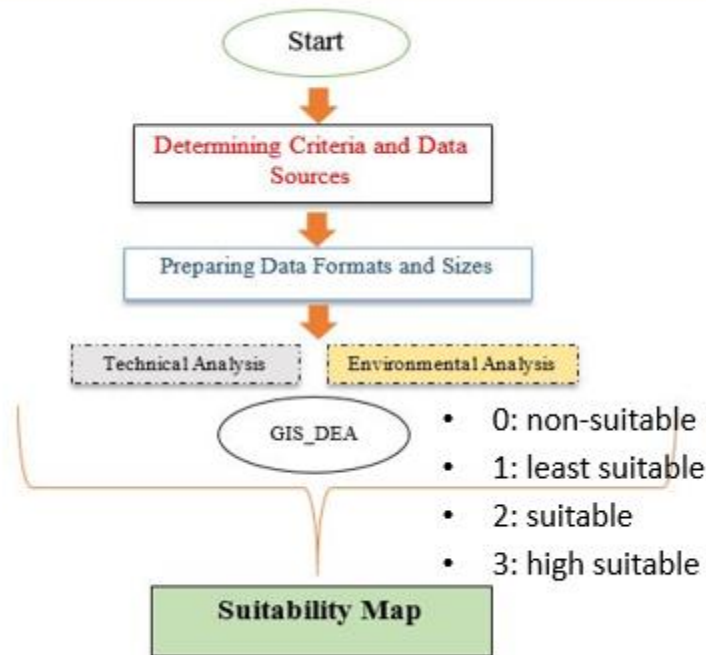 Start
Determining Criteria and Data
Sources
Preparing Data Formats and Sizes
Technical Analysis
Environmental Analysis
GIS_DEA
• 0: non-suitable
• 1: least suitable
• 2: suitable
• 3: high suitable
Suitability Map